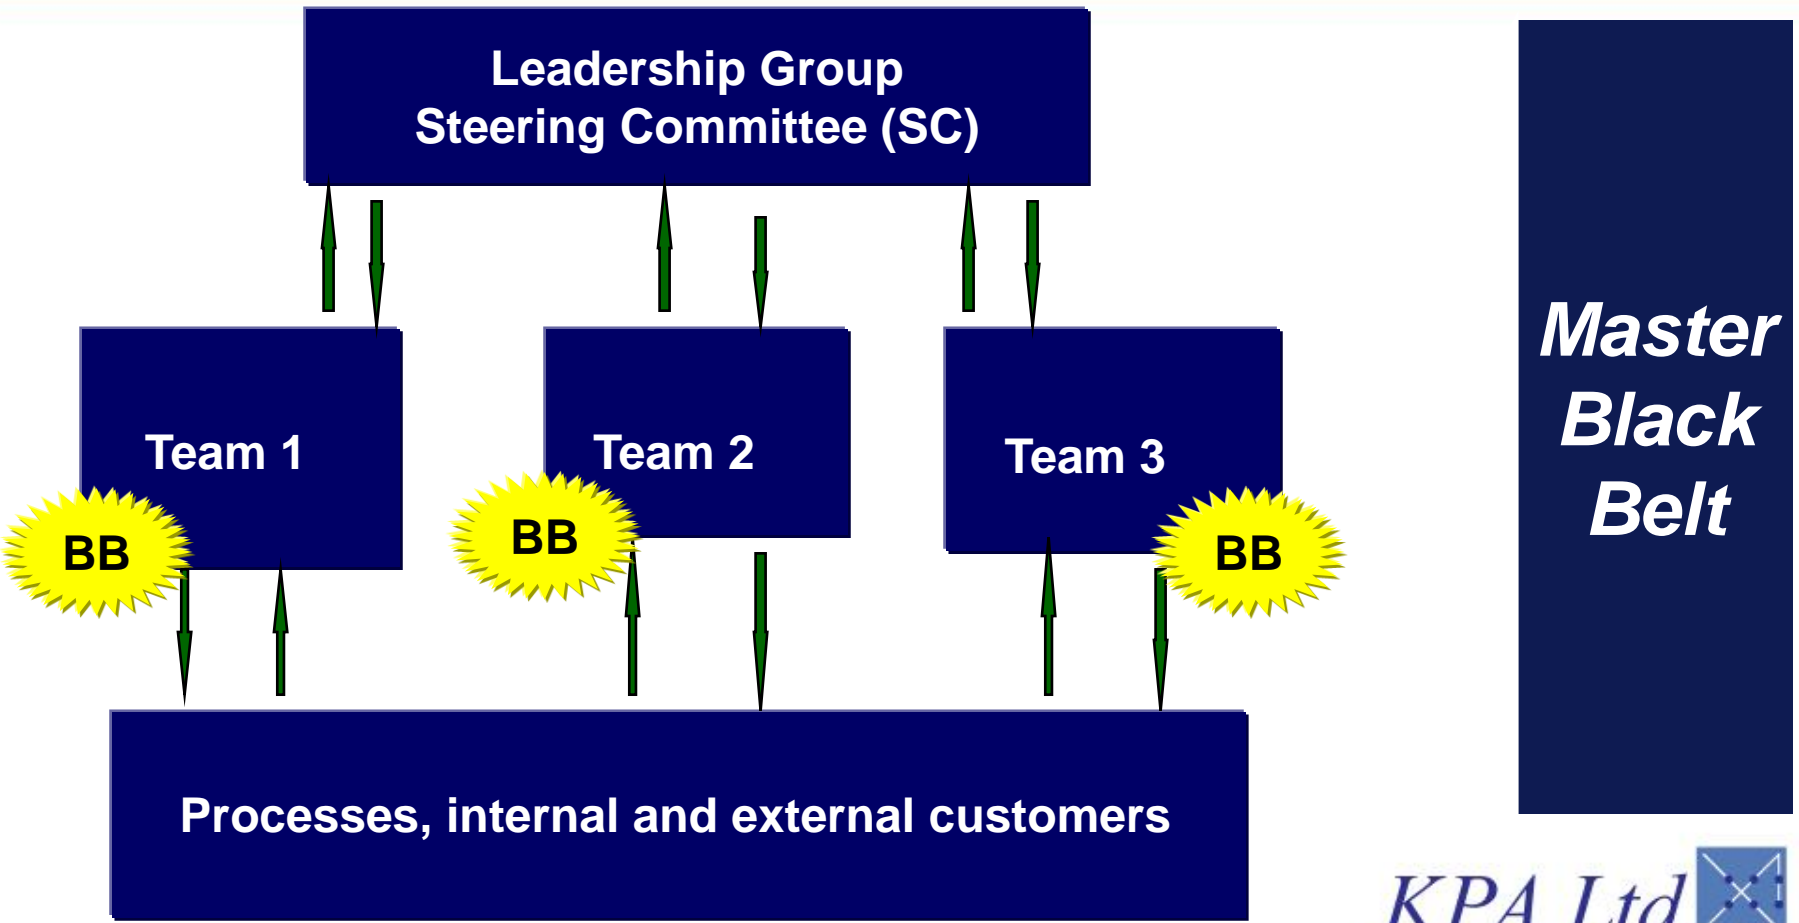 Leadership Group
Steering Committee (SC)
Team 1
Team 2
Team 3
BB
BB
BB
Master
Black
Belt
Processes, internal and external customers
KPA Ltd